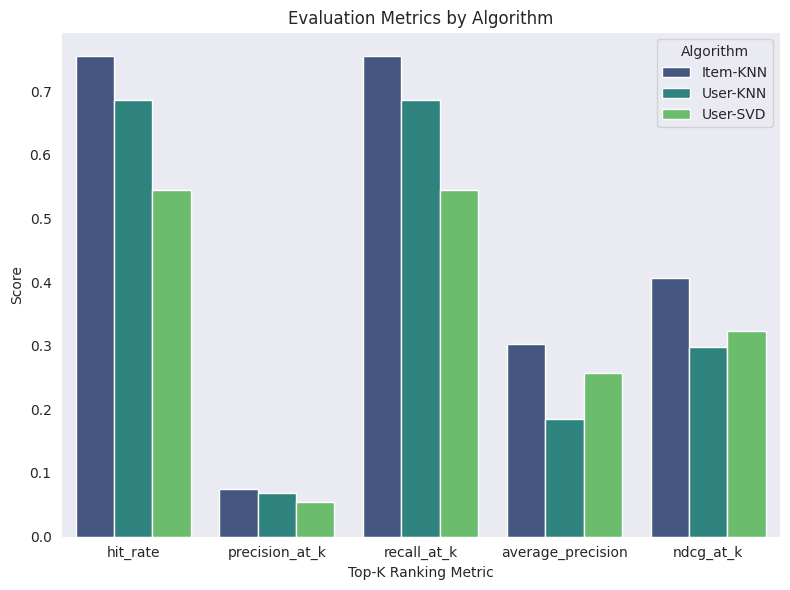 Evaluation Metrics by Algorithm
Algorithm
Item-KNN
User-KNN
User-SVD
Score
0.7
0.6
0.5
0.4
0.3
0.2
0.1
0.0
hit_rate precision_at_k recall_at_k average_precision ndcg_at_k
Top-K Ranking Metric